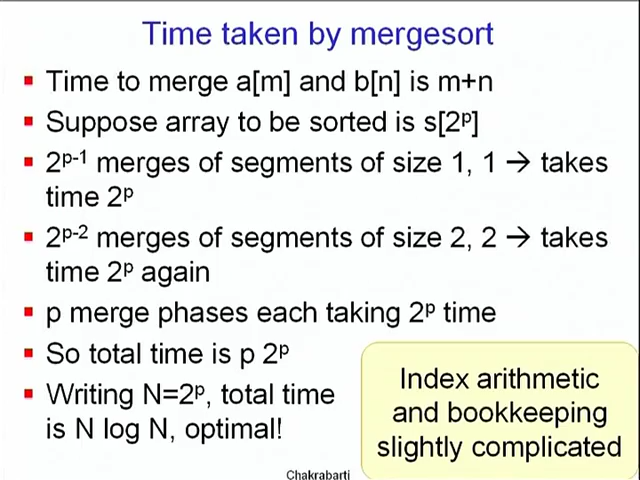 Time taken by mergesort
Time to merge a[m] and b[n] is m+n
Suppose array to be sorted is s[2ᵖ]
2ᵖ⁻¹ merges of segments of size 1, 1 → takes
time 2ᵖ
2ᵖ⁻² merges of segments of size 2, 2 → takes
time 2ᵖ again
p merge phases each taking 2ᵖ time
So total time is p 2ᵖ
Writing N=2ᵖ, total time
is N log N, optimal!
Index arithmetic
and bookkeeping
slightly complicated
Chakrabarti